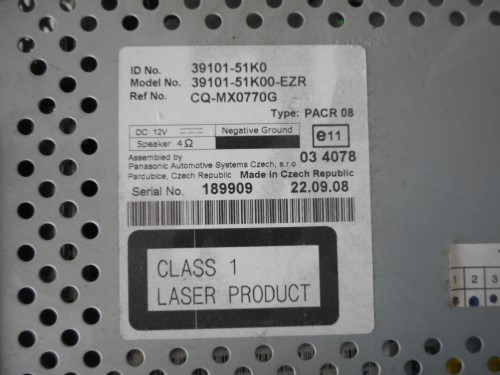 ID No. 39101-51K0
Model No. 39101-51K00-EZR
Ref No. CQ-MX0770G
Type: PACR 08
DC 12V Negative Ground
Speaker 4Ω
e11
Assembled by 03 4078
Panasonic Automotive Systems Czech, s.r.o
Pardubice, Czech Republic Made in Czech Republic
Serial No. 189909 22.09.08
CLASS 1
LASER PRODUCT
1 2 3